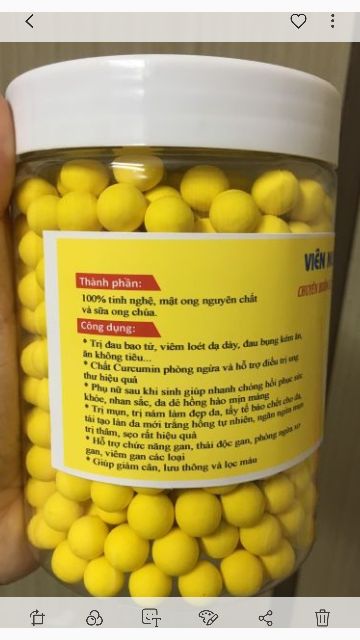 VIÊN
Thành phần:
100% tinh nghệ, mật ong nguyên chất
và sữa ong chúa.
Công dụng:
* Trị đau bao tử, viêm loét dạ dày, đau bụng kém ăn,
ăn không tiêu...
* Chất Curcumin phòng ngừa và hỗ trợ điều trị ung
thư hiệu quả
* Phụ nữ sau khi sinh giúp nhanh chóng hồi phục sức
khỏe, nhan sắc, da dẻ hồng hào mịn màng
* Trị mụn, trị nám làm đẹp da, tẩy tế bào chết cho da,
tái tạo làn da mới trắng hồng tự nhiên, ngăn ngừa mụn
trị thâm, sẹo rất hiệu quả
* Hỗ trợ chức năng gan, thải độc gan, phòng ngừa xơ
gan, viêm gan các loại
* Giúp giảm cân, lưu thông và lọc máu